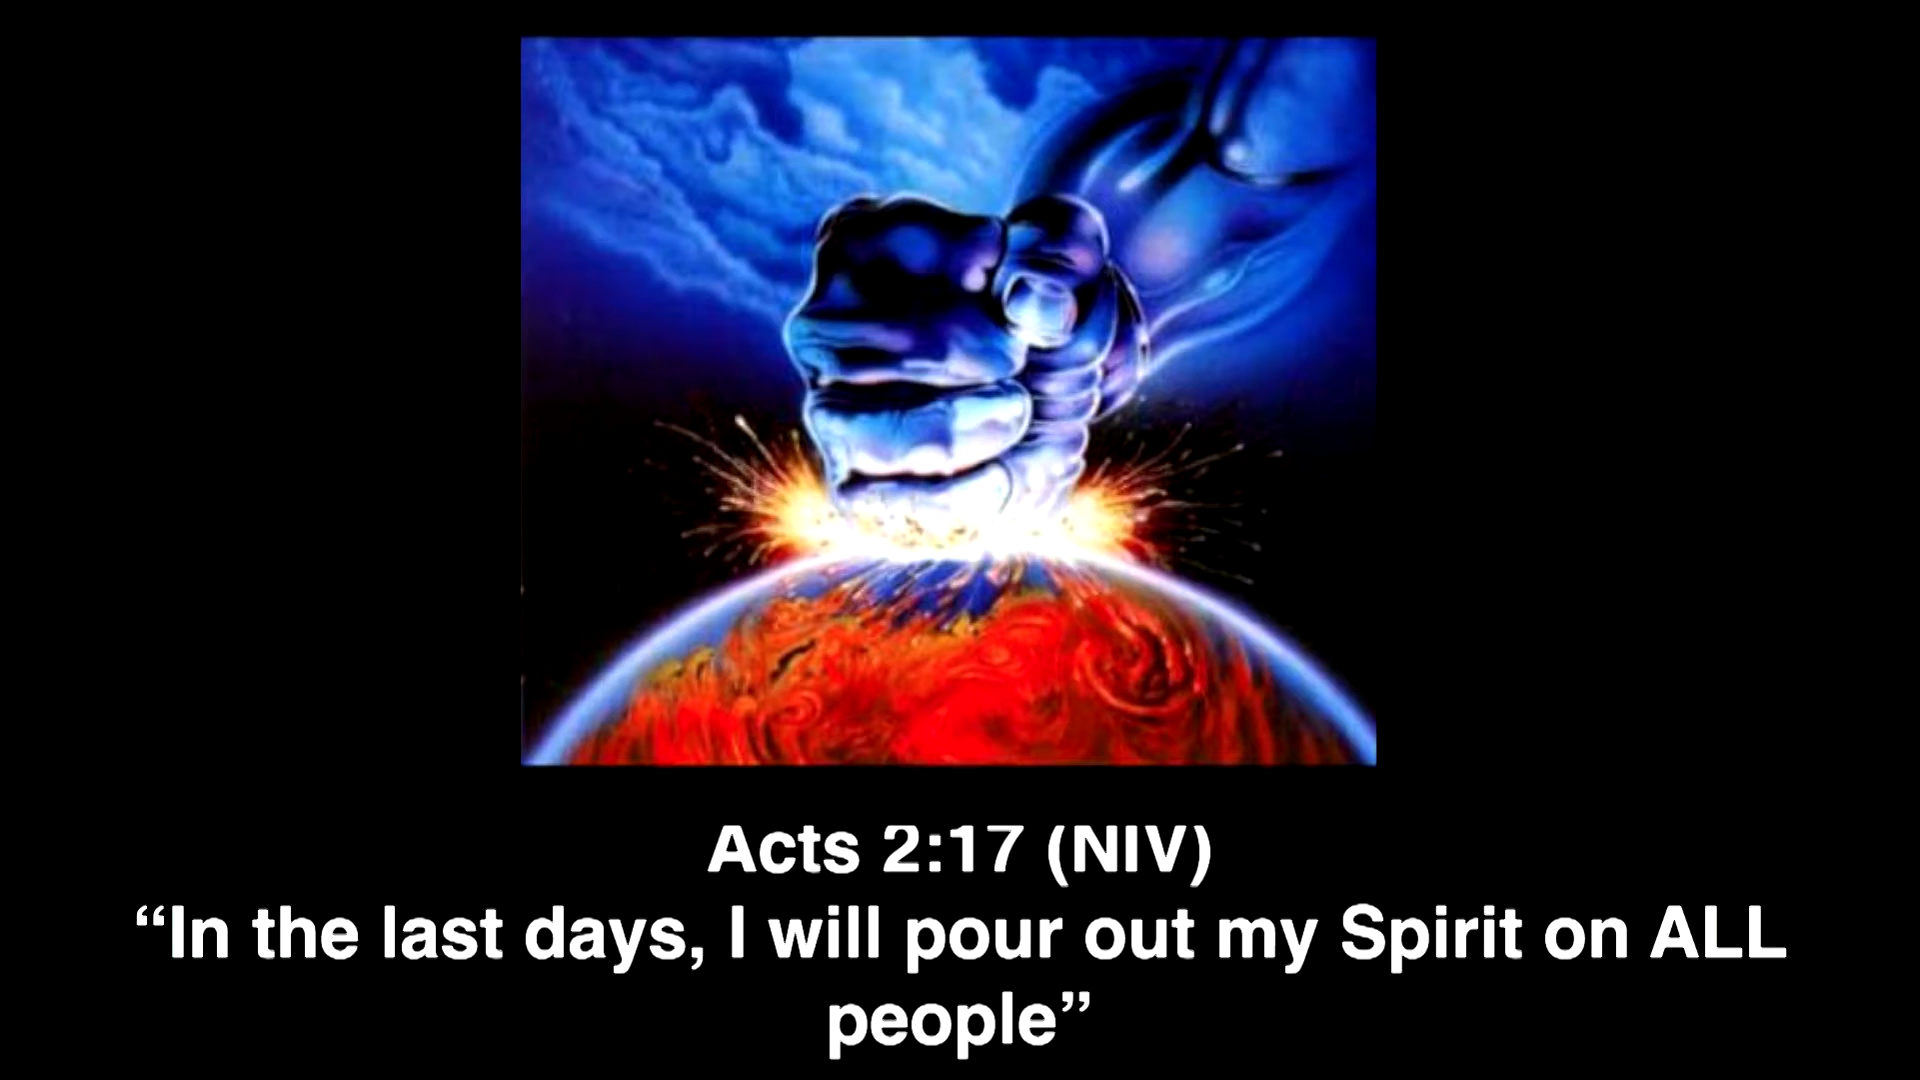 Acts 2:17 (NIV)
“In the last days, I will pour out my Spirit on ALL
people”